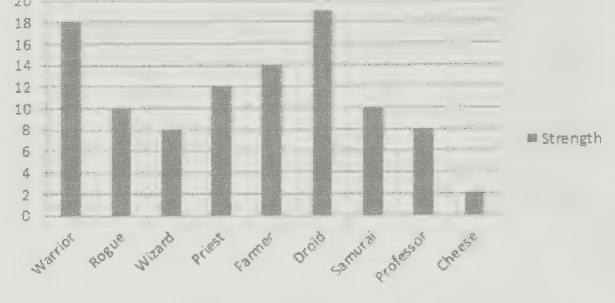 20
18
16
14
12
10
8
6
4
2
0
Warrior
Rogue
Wizard
Priest
Farmer
Droid
Samurai
Professor
Cheese
Strength